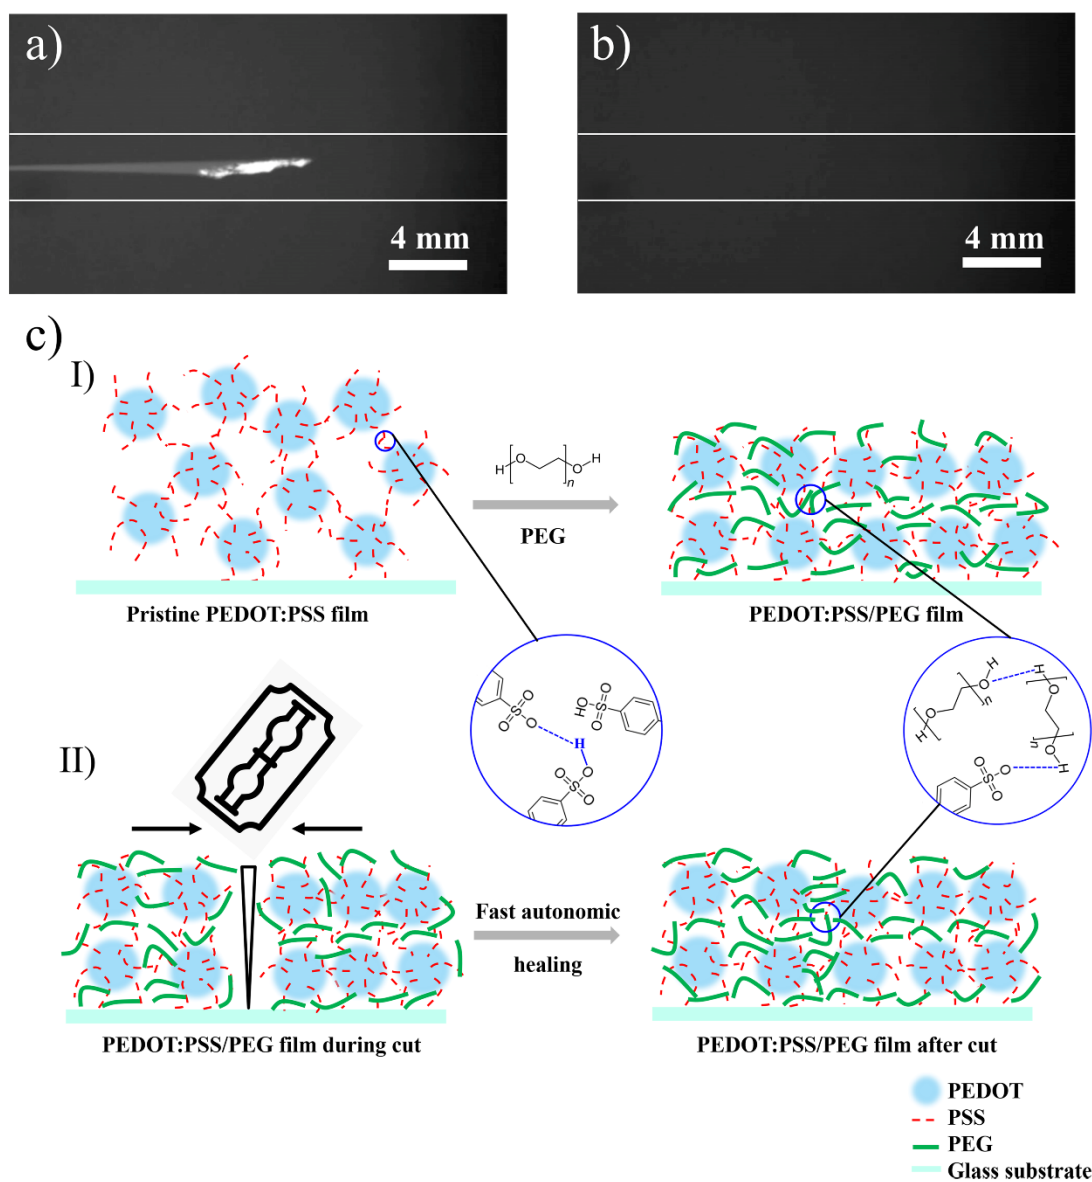 a)
b)
4 mm
4 mm
c)
I)
H O O H
n
PEG
Pristine PEDOT:PSS film
PEDOT:PSS/PEG film
O S O O
HO O S O
H
O S O O
H O O H
n
H O O H
n
O S O O
II)
Fast autonomic
healing
PEDOT:PSS/PEG film during cut
PEDOT:PSS/PEG film after cut
PEDOT
PSS
PEG
Glass substrate